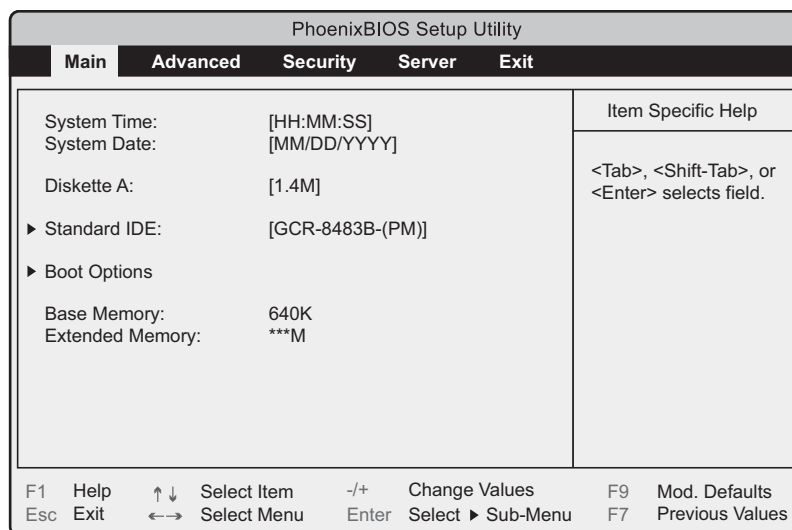 PhoenixBIOS Setup Utility
Main Advanced Security Server Exit
System Time: [HH:MM:SS]
System Date: [MM/DD/YYYY]
Diskette A: [1.4M]
Standard IDE: [GCR-8483B-(PM)]
Boot Options
Base Memory: 640K
Extended Memory: ***M
Item Specific Help
<Tab>, <Shift-Tab>, or
<Enter> selects field.
F1 Help ↑↓ Select Item -/+ Change Values F9 Mod. Defaults
Esc Exit ←→ Select Menu Enter Select ▶ Sub-Menu F7 Previous Values